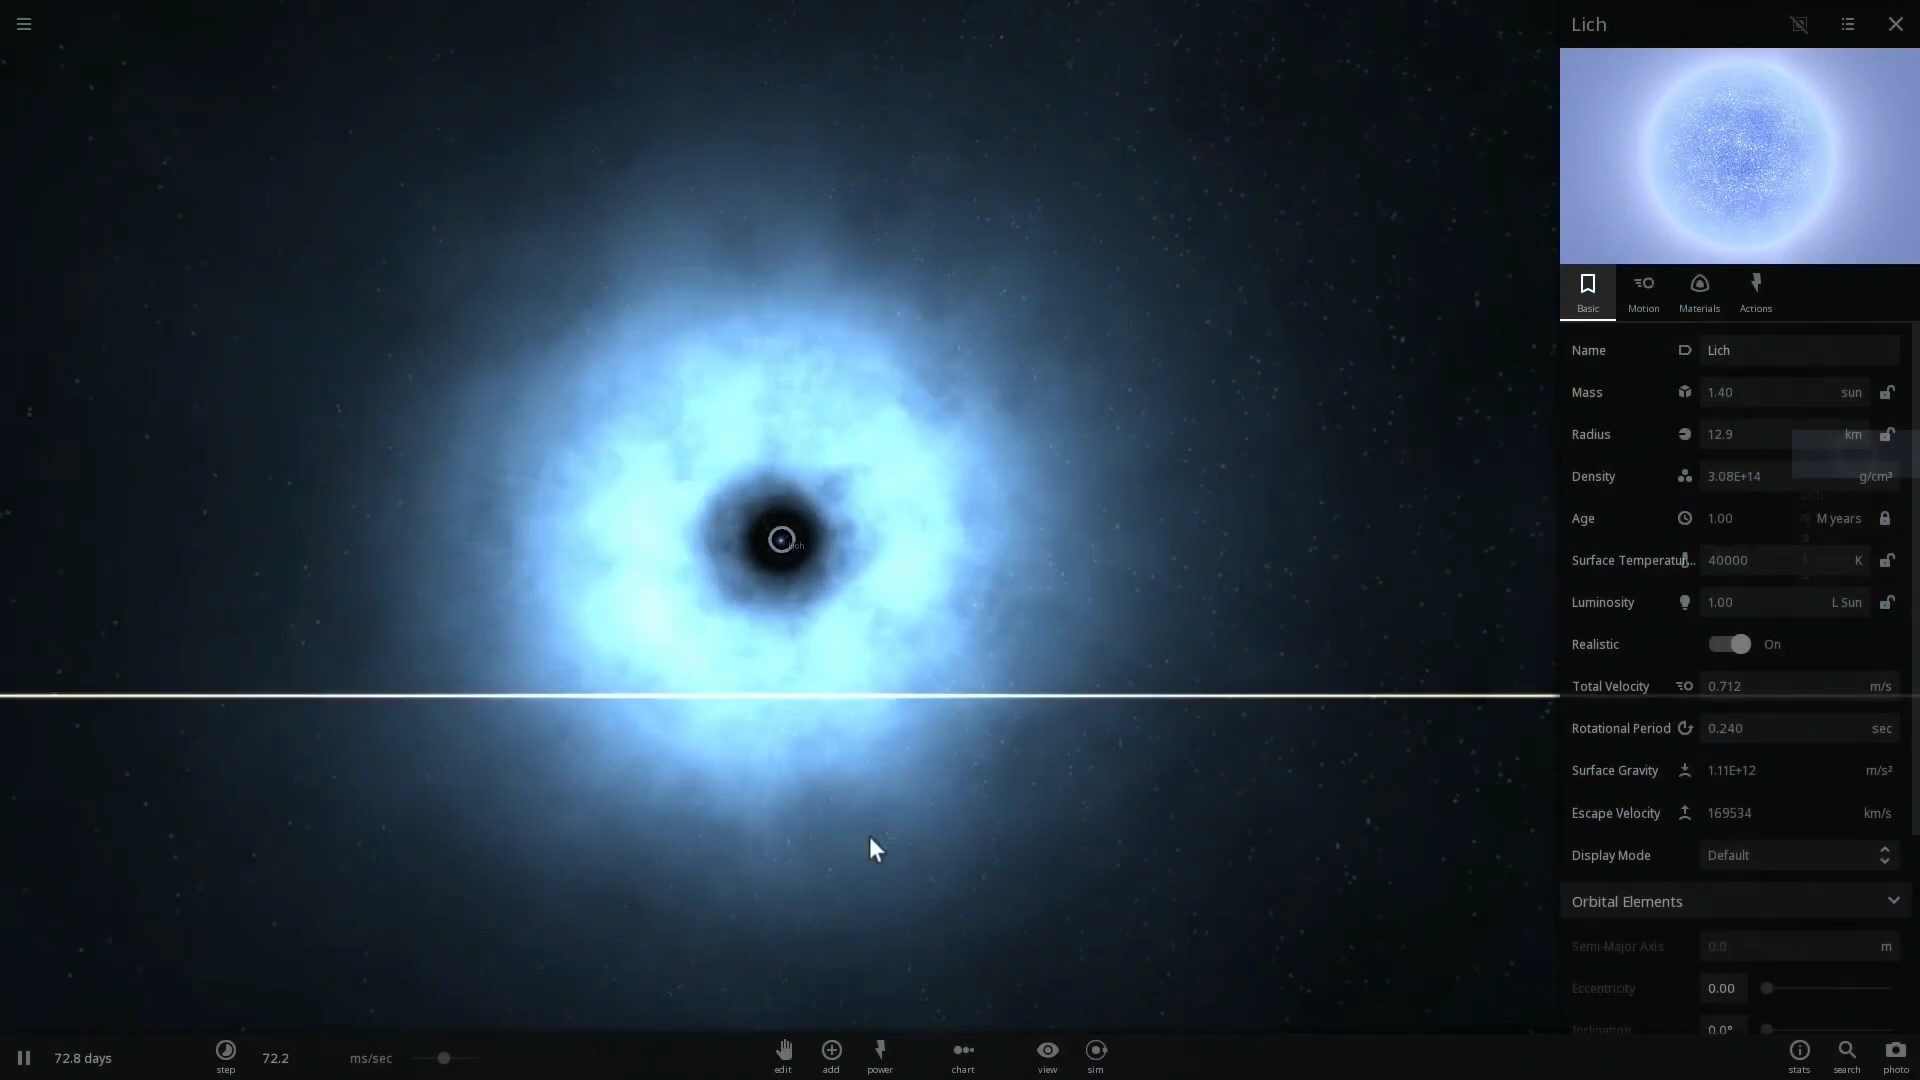 Lich
Basic
Motion
Materials
Actions
Name Lich
Mass 1.40 sun
Radius 12.9 km
Density 3.08E+14 g/cm³
Lich
Age 1.00 M years
Surface Temperatur... 40000 K
Lich
Luminosity 1.00 L Sun
Realistic On
Total Velocity 0.712 m/s
Rotational Period 0.240 sec
Surface Gravity 1.11E+12 m/s²
Escape Velocity 169534 km/s
Display Mode Default
Orbital Elements
Semi-Major Axis 0.0 m
Eccentricity 0.00
Inclination 0.0°
72.8 days
step
72.2 ms/sec
edit
add
power
chart
view
sim
stats
search
photo